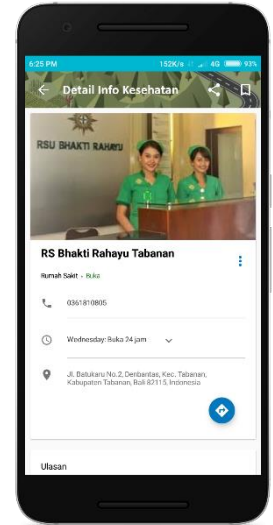 6:25 PM 152K/s 4G 93%
Detail Info Kesehatan
RSU BHAKTI RAHAYU
RS Bhakti Rahayu Tabanan
Rumah Sakit - Buka
0361810805
Wednesday: Buka 24 jam
Jl. Batukaru No.2, Denbantas, Kec. Tabanan,
Kabupaten Tabanan, Bali 82115, Indonesia
Ulasan